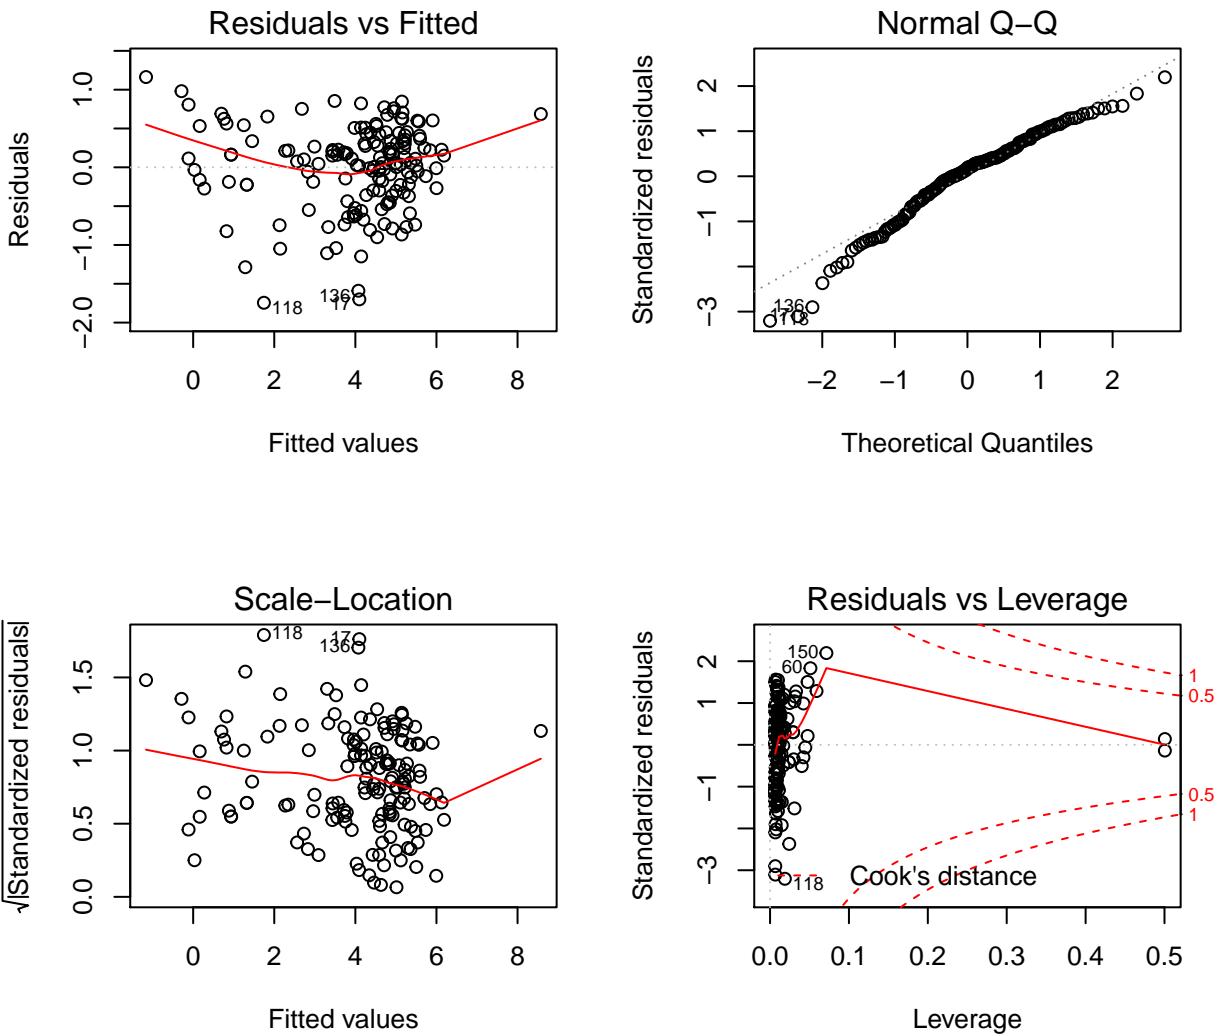 Residuals vs Fitted
Residuals
1.0
0.0
−1.0
−2.0
118
136
17
0 2 4 6 8
Fitted values
Normal Q−Q
Standardized residuals
2
1
0
−1
−3
136
118
−2 −1 0 1 2
Theoretical Quantiles
Scale−Location
√|Standardized residuals|
1.5
1.0
0.5
0.0
118
17
136
0 2 4 6 8
Fitted values
Residuals vs Leverage
Standardized residuals
2
1
−1
−3
150
60
118
1
0.5
0.5
1
Cook's distance
0.0 0.1 0.2 0.3 0.4 0.5
Leverage